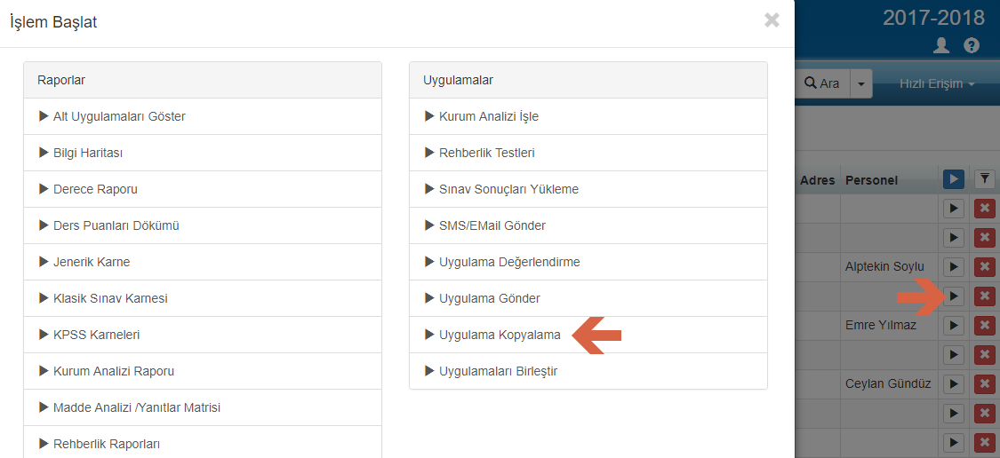 İşlem Başlat
Raporlar
Alt Uygulamaları Göster
Bilgi Haritası
Derece Raporu
Ders Puanları Dökümü
Jenerik Karne
Klasik Sınav Karnesi
KPSS Karneleri
Kurum Analizi Raporu
Madde Analizi /Yanıtlar Matrisi
Rehberlik Raporları
Uygulamalar
Kurum Analizi İşle
Rehberlik Testleri
Sınav Sonuçları Yükleme
SMS/EMail Gönder
Uygulama Değerlendirme
Uygulama Gönder
Uygulama Kopyalama
Uygulamaları Birleştir
2017-2018
Ara
Hızlı Erişim
Adres Personel
Alptekin Soylu
Emre Yılmaz
Ceylan Gündüz